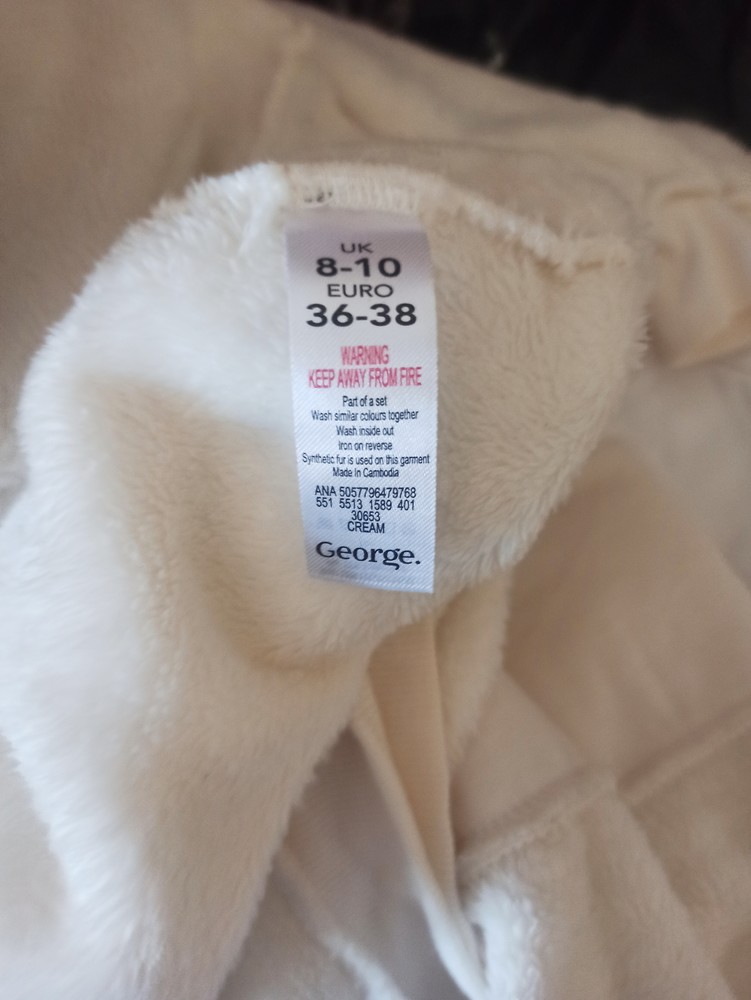 UK
8-10
EURO
36-38
WARNING
KEEP AWAY FROM FIRE
Part of a set
Wash similar colours together
Wash inside out
Iron on reverse
Synthetic fur is used on this garment
Made In Cambodia
ANA 5057796479768
551 5513 1589 401
30653
CREAM
George.